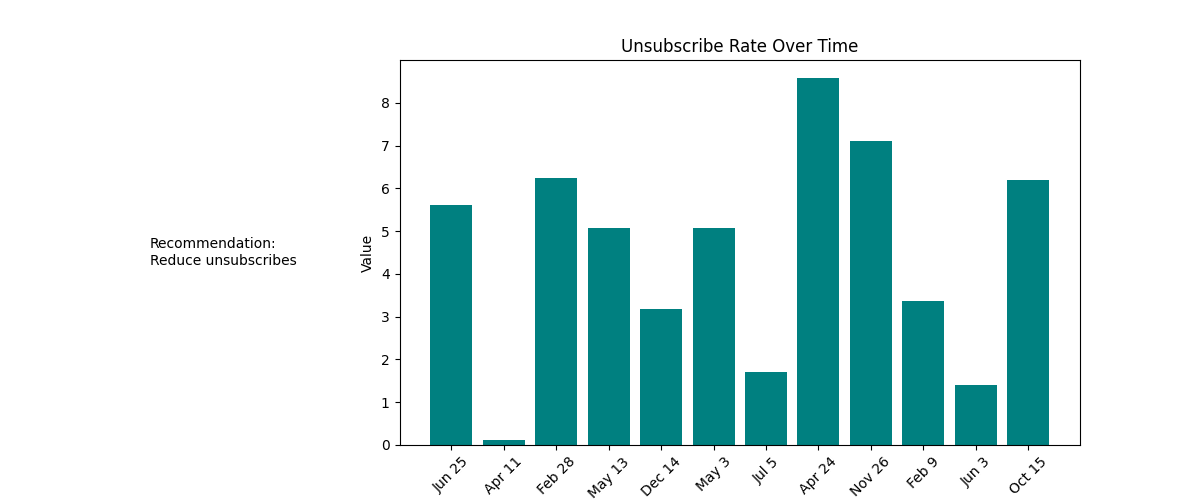 Unsubscribe Rate Over Time
Recommendation:
Reduce unsubscribes
Value
8
7
6
5
4
3
2
1
0
Jun 25
Apr 11
Feb 28
May 13
Dec 14
May 3
Jul 5
Apr 24
Nov 26
Feb 9
Jun 3
Oct 15